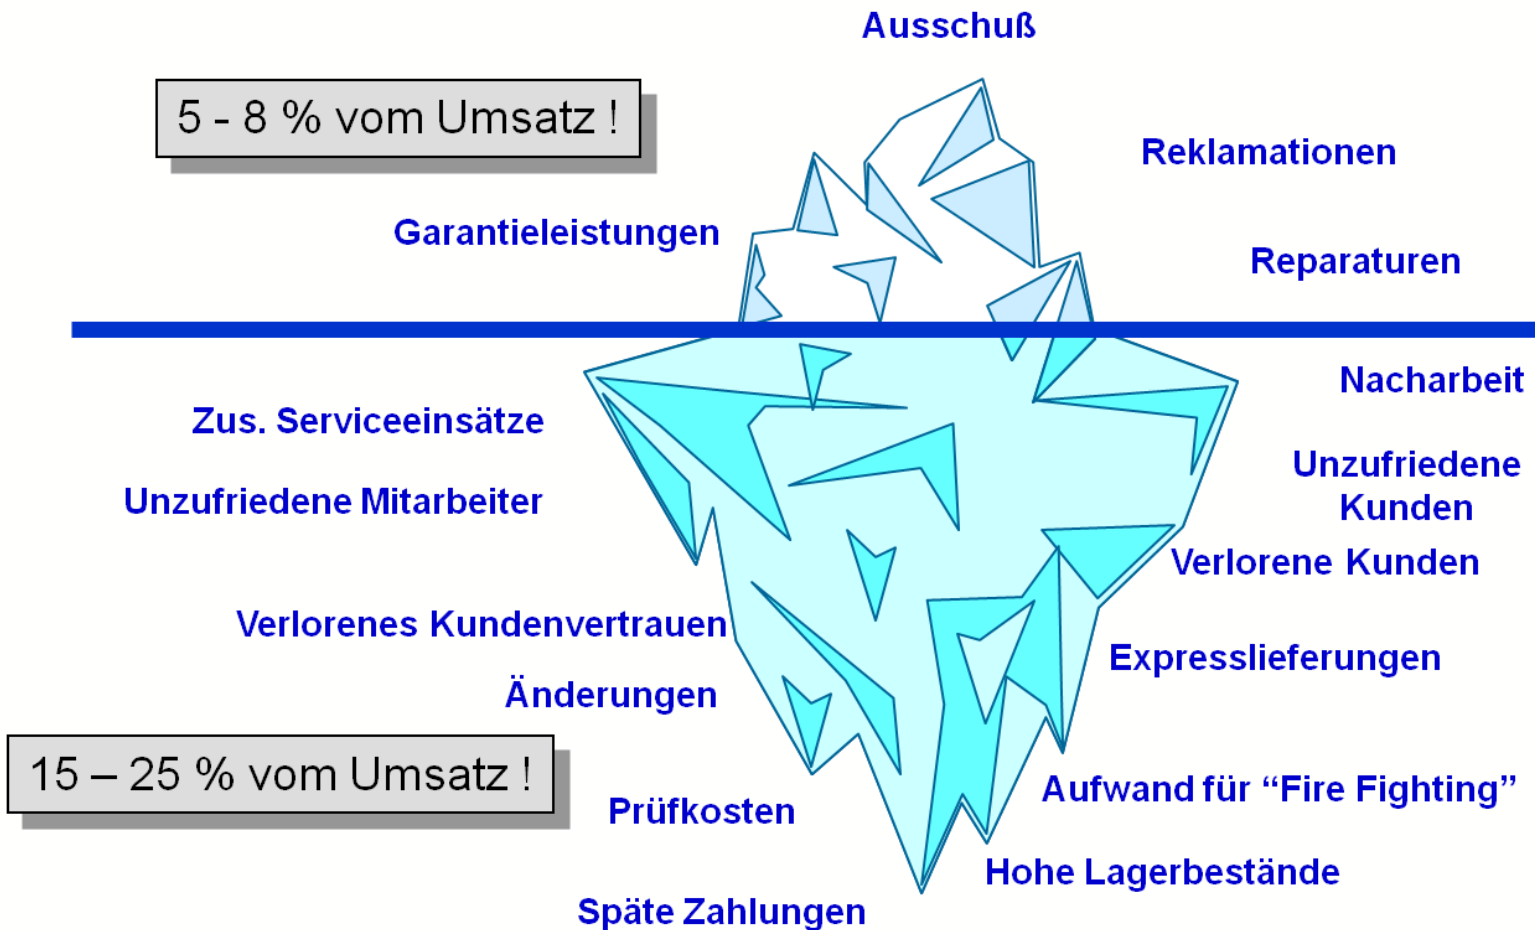 Ausschuß
5 - 8 % vom Umsatz !
Reklamationen
Garantieleistungen
Reparaturen
Nacharbeit
Zus. Serviceeinsätze
Unzufriedene
Kunden
Unzufriedene Mitarbeiter
Verlorene Kunden
Verlorenes Kundenvertrauen
Expresslieferungen
Änderungen
15 – 25 % vom Umsatz !
Aufwand für “Fire Fighting”
Prüfkosten
Hohe Lagerbestände
Späte Zahlungen